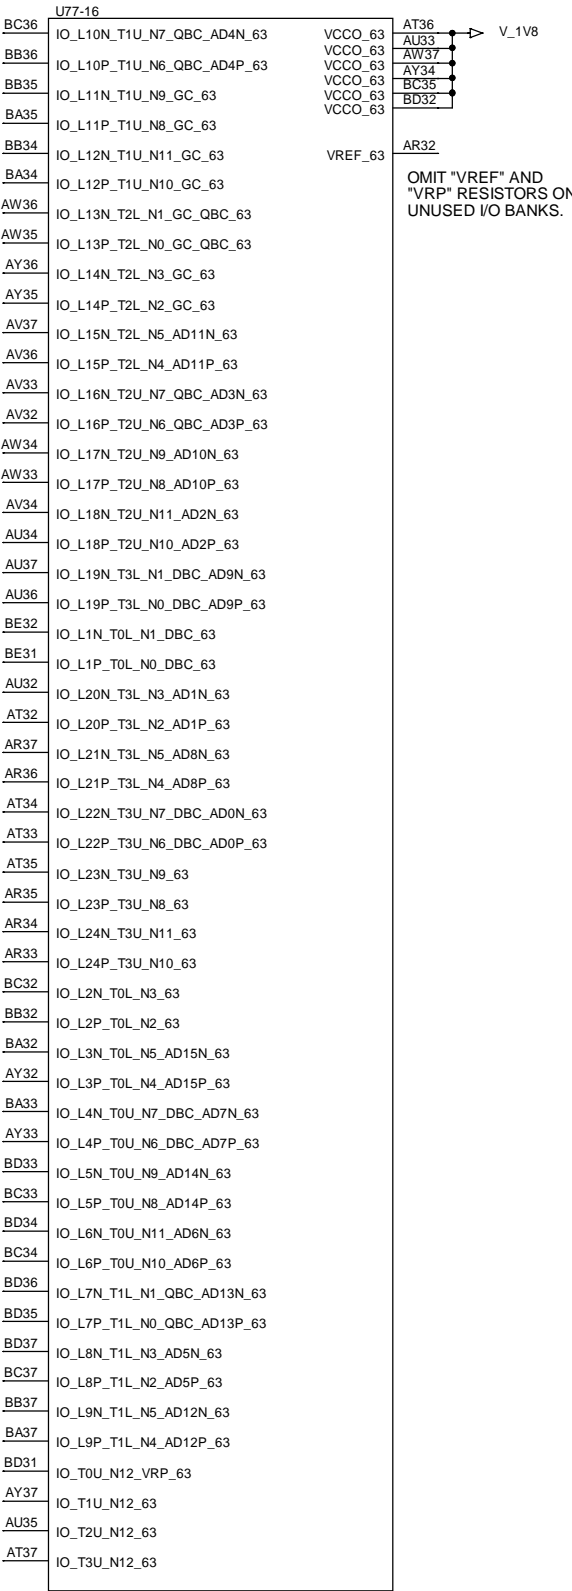 U77-16
BC36 IO_L10N_T1U_N7_QBC_AD4N_63 VCCO_63 AT36 V_1V8
VCCO_63 AU33
BB36 IO_L10P_T1U_N6_QBC_AD4P_63 VCCO_63 AW37
VCCO_63 AY34
BB35 IO_L11N_T1U_N9_GC_63 VCCO_63 BC35
VCCO_63 BD32
BA35 IO_L11P_T1U_N8_GC_63
BB34 IO_L12N_T1U_N11_GC_63 VREF_63 AR32
BA34 IO_L12P_T1U_N10_GC_63
OMIT "VREF" AND
"VRP" RESISTORS ON
UNUSED I/O BANKS.
AW36 IO_L13N_T2L_N1_GC_QBC_63
AW35 IO_L13P_T2L_N0_GC_QBC_63
AY36 IO_L14N_T2L_N3_GC_63
AY35 IO_L14P_T2L_N2_GC_63
AV37 IO_L15N_T2L_N5_AD11N_63
AV36 IO_L15P_T2L_N4_AD11P_63
AV33 IO_L16N_T2U_N7_QBC_AD3N_63
AV32 IO_L16P_T2U_N6_QBC_AD3P_63
AW34 IO_L17N_T2U_N9_AD10N_63
AW33 IO_L17P_T2U_N8_AD10P_63
AV34 IO_L18N_T2U_N11_AD2N_63
AU34 IO_L18P_T2U_N10_AD2P_63
AU37 IO_L19N_T3L_N1_DBC_AD9N_63
AU36 IO_L19P_T3L_N0_DBC_AD9P_63
BE32 IO_L1N_T0L_N1_DBC_63
BE31 IO_L1P_T0L_N0_DBC_63
AU32 IO_L20N_T3L_N3_AD1N_63
AT32 IO_L20P_T3L_N2_AD1P_63
AR37 IO_L21N_T3L_N5_AD8N_63
AR36 IO_L21P_T3L_N4_AD8P_63
AT34 IO_L22N_T3U_N7_DBC_AD0N_63
AT33 IO_L22P_T3U_N6_DBC_AD0P_63
AT35 IO_L23N_T3U_N9_63
AR35 IO_L23P_T3U_N8_63
AR34 IO_L24N_T3U_N11_63
AR33 IO_L24P_T3U_N10_63
BC32 IO_L2N_T0L_N3_63
BB32 IO_L2P_T0L_N2_63
BA32 IO_L3N_T0L_N5_AD15N_63
AY32 IO_L3P_T0L_N4_AD15P_63
BA33 IO_L4N_T0U_N7_DBC_AD7N_63
AY33 IO_L4P_T0U_N6_DBC_AD7P_63
BD33 IO_L5N_T0U_N9_AD14N_63
BC33 IO_L5P_T0U_N8_AD14P_63
BD34 IO_L6N_T0U_N11_AD6N_63
BC34 IO_L6P_T0U_N10_AD6P_63
BD36 IO_L7N_T1L_N1_QBC_AD13N_63
BD35 IO_L7P_T1L_N0_QBC_AD13P_63
BD37 IO_L8N_T1L_N3_AD5N_63
BC37 IO_L8P_T1L_N2_AD5P_63
BB37 IO_L9N_T1L_N5_AD12N_63
BA37 IO_L9P_T1L_N4_AD12P_63
BD31 IO_T0U_N12_VRP_63
AY37 IO_T1U_N12_63
AU35 IO_T2U_N12_63
AT37 IO_T3U_N12_63